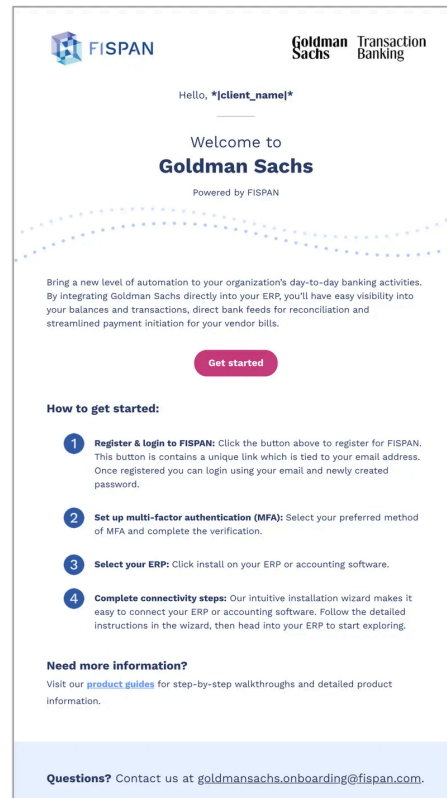 FISPAN
Goldman Sachs Transaction Banking
Hello, *|client_name|*
Welcome to
Goldman Sachs
Powered by FISPAN
Bring a new level of automation to your organization's day-to-day banking activities.
By integrating Goldman Sachs directly into your ERP, you'll have easy visibility into
your balances and transactions, direct bank feeds for reconciliation and
streamlined payment initiation for your vendor bills.
Get started
How to get started:
1 Register & login to FISPAN: Click the button above to register for FISPAN.
This button is contains a unique link which is tied to your email address.
Once registered you can login using your email and newly created
password.
2 Set up multi-factor authentication (MFA): Select your preferred method
of MFA and complete the verification.
3 Select your ERP: Click install on your ERP or accounting software.
4 Complete connectivity steps: Our intuitive installation wizard makes it
easy to connect your ERP or accounting software. Follow the detailed
instructions in the wizard, then head into your ERP to start exploring.
Need more information?
Visit our product guides for step-by-step walkthroughs and detailed product
information.
Questions? Contact us at goldmansachs.onboarding@fispan.com.